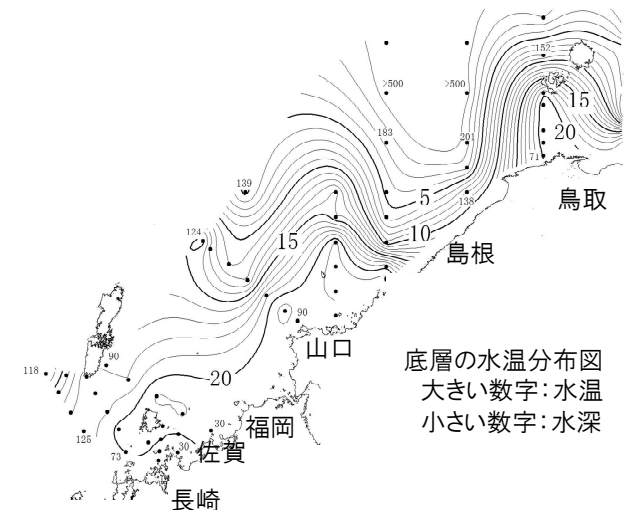 152
>500
>500
15
183
201
20
71
鳥取
139
5
138
124
10
15
島根
90
山口
90
118
底層の水温分布図
大きい数字：水温
小さい数字：水深
20
125
30
福岡
73
30
佐賀
長崎